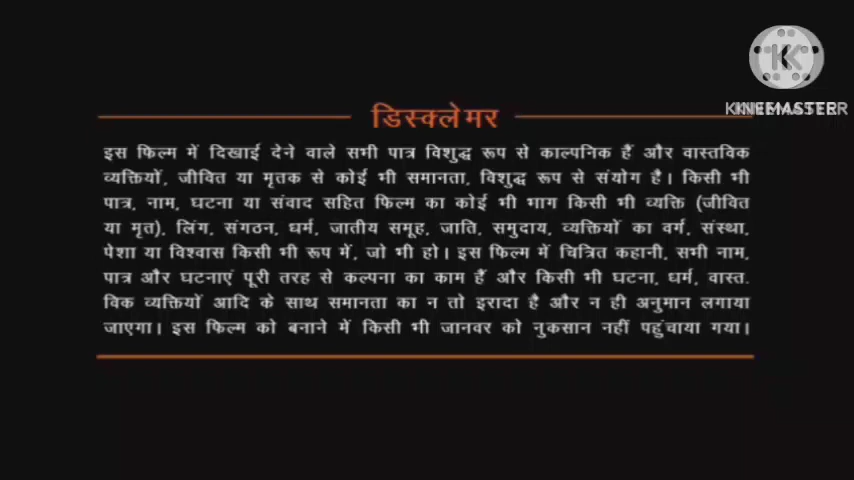 KINEMASTER
डिस्क्लेमर
इस फिल्म में दिखाई देने वाले सभी पात्र विशुद्ध रूप से काल्पनिक हैं और वास्तविक
व्यक्तियों, जीवित या मृतक से कोई भी समानता, विशुद्ध रूप से संयोग है। किसी भी
पात्र, नाम, घटना या संवाद सहित फिल्म का कोई भी भाग किसी भी व्यक्ति (जीवित
या मृत), लिंग, संगठन, धर्म, जातीय समूह, जाति, समुदाय, व्यक्तियों का वर्ग, संस्था,
पेशा या विश्वास किसी भी रूप में, जो भी हो। इस फिल्म में चित्रित कहानी, सभी नाम,
पात्र और घटनाएं पूरी तरह से कल्पना का काम हैं और किसी भी घटना, धर्म, वास्त-
विक व्यक्तियों आदि के साथ समानता का न तो इरादा है और न ही अनुमान लगाया
जाएगा। इस फिल्म को बनाने में किसी भी जानवर को नुकसान नहीं पहुंचाया गया।